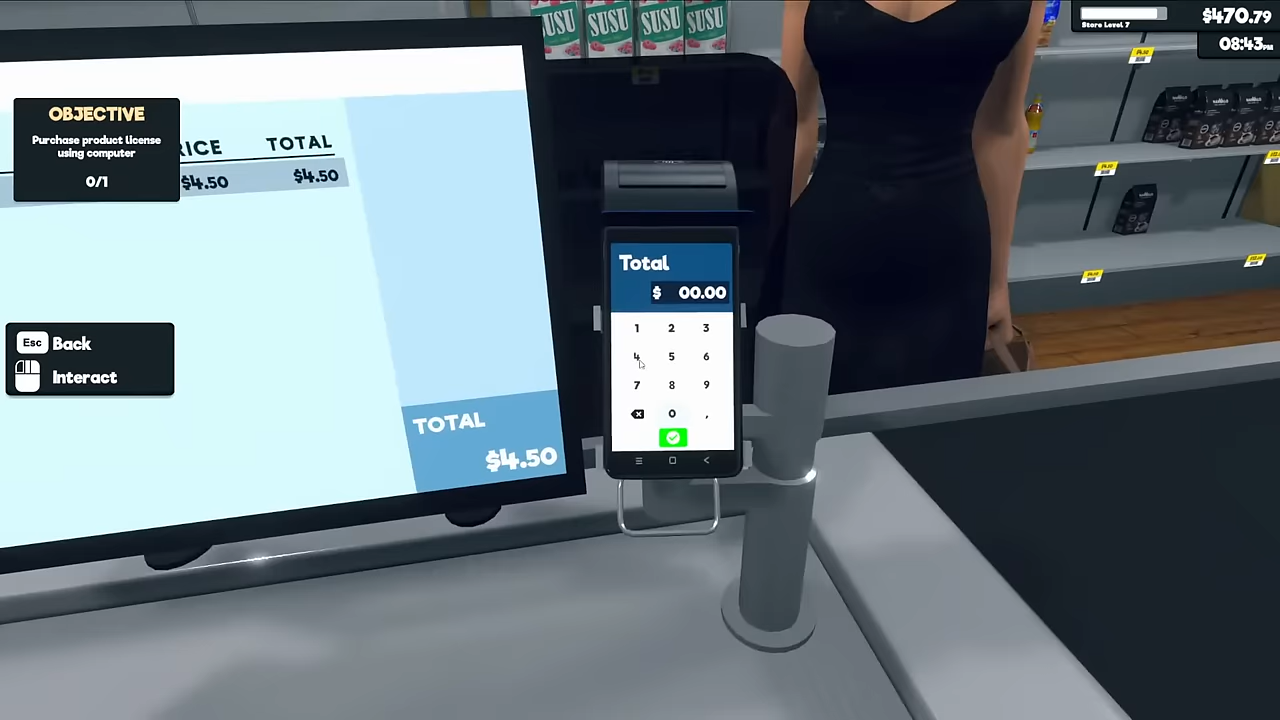 SUSU SUSU SUSU SUSU
Store Level 7
$470.79
08:43PM
OBJECTIVE
Purchase product license
using computer
0/1
RICE TOTAL
$4.50 $4.50
Esc Back
Interact
TOTAL
$4.50
Total
$ 00.00
1 2 3
4 5 6
7 8 9
0 ,